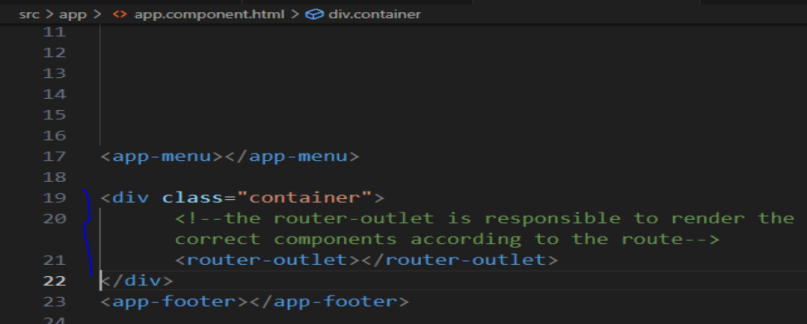 src > app > <> app.component.html > div.container
11
12
13
14
15
16
17 <app-menu></app-menu>
18
19 <div class="container">
20 <!--the router-outlet is responsible to render the
correct components according to the route-->
21 <router-outlet></router-outlet>
22 </div>
23 <app-footer></app-footer>
24